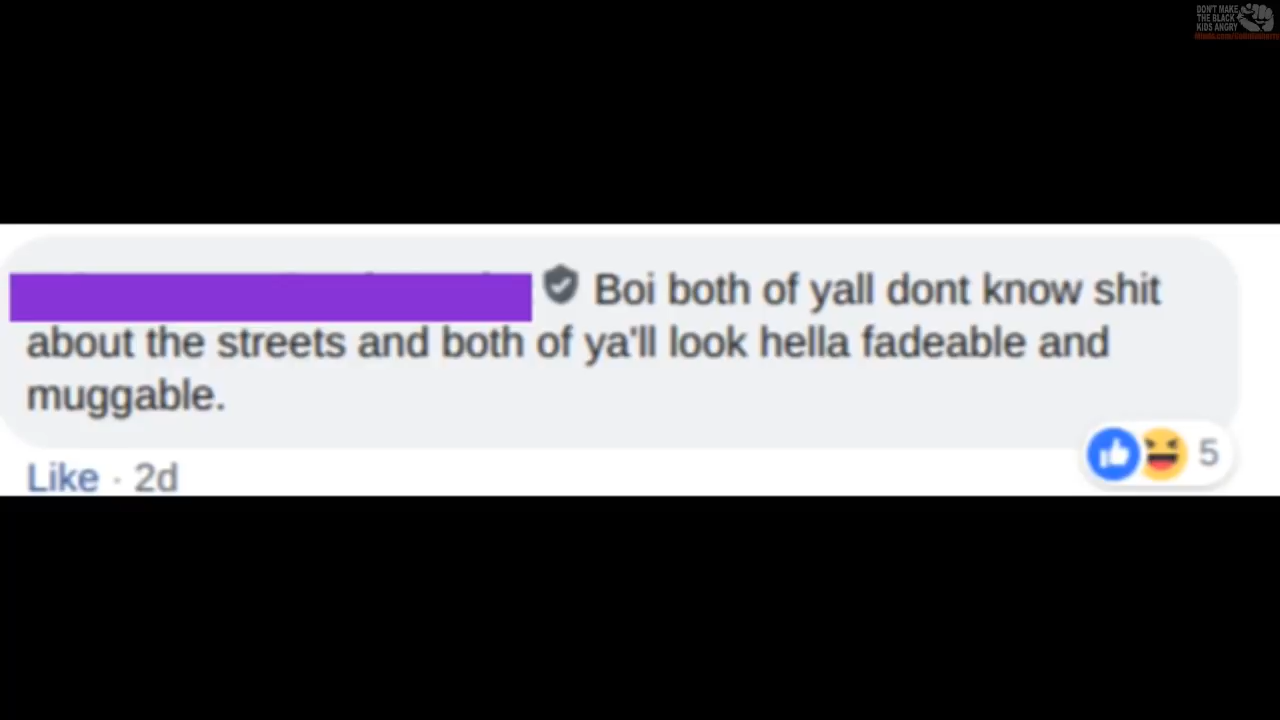 DON'T MAKE
THE BLACK
KIDS ANGRY
Boi both of yall dont know shit
about the streets and both of ya'll look hella fadeable and
muggable.
5
Like · 2d